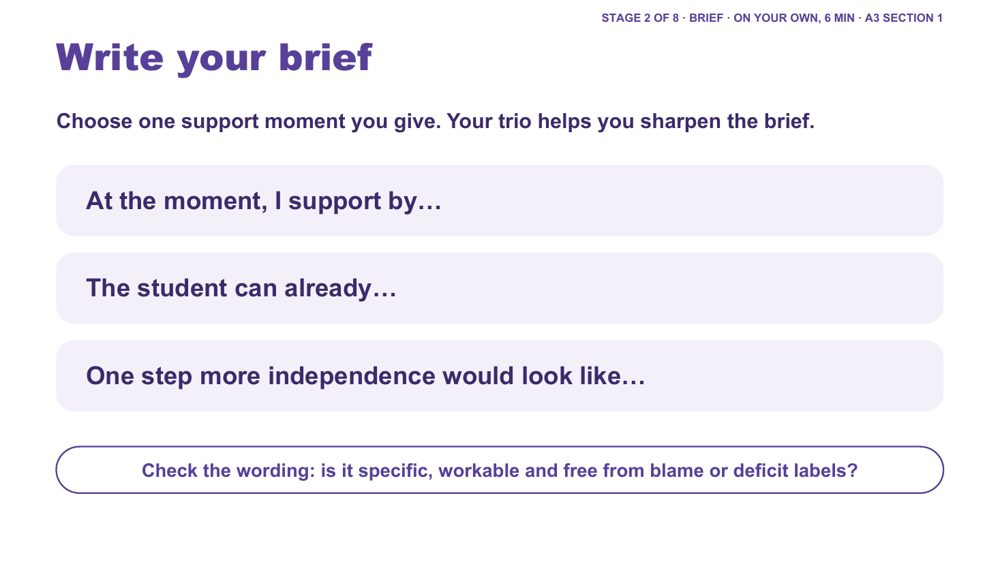 STAGE 2 OF 8 · BRIEF · ON YOUR OWN, 6 MIN · A3 SECTION 1
Write your brief
Choose one support moment you give. Your trio helps you sharpen the brief.
At the moment, I support by…
The student can already…
One step more independence would look like…
Check the wording: is it specific, workable and free from blame or deficit labels?